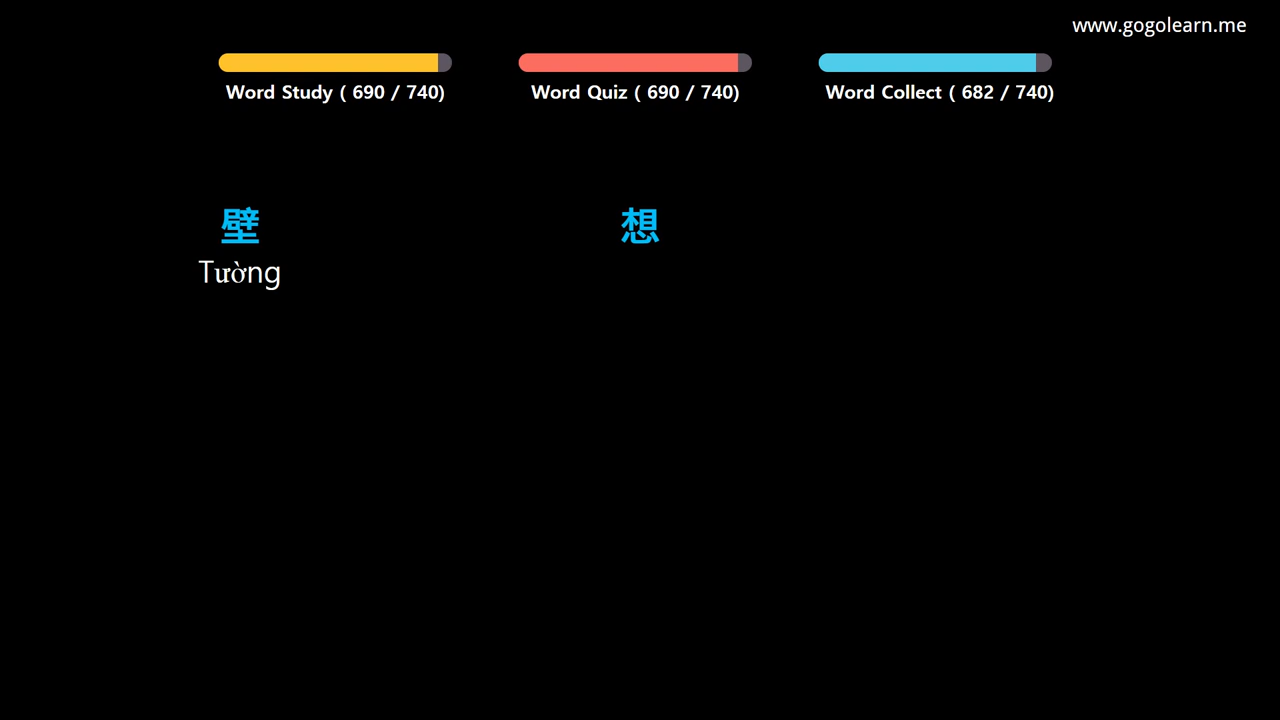 www.gogolearn.me
Word Study ( 690 / 740)
Word Quiz ( 690 / 740)
Word Collect ( 682 / 740)
壁
想
Tường